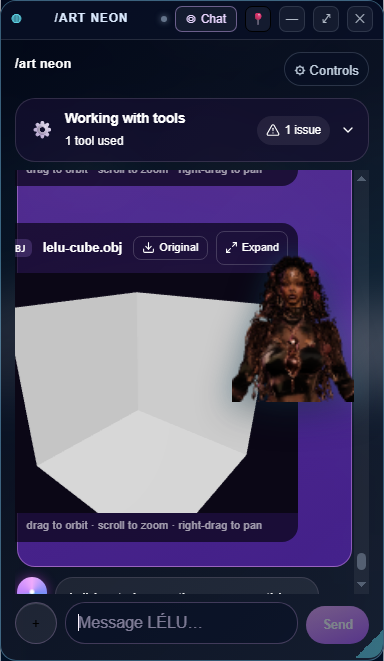 /ART NEON
Chat
/art neon
Controls
Working with tools
1 tool used
1 issue
drag to orbit · scroll to zoom · right-drag to pan
BJ
lelu-cube.obj
Original
Expand
drag to orbit · scroll to zoom · right-drag to pan
+
Message LÉLU...
Send